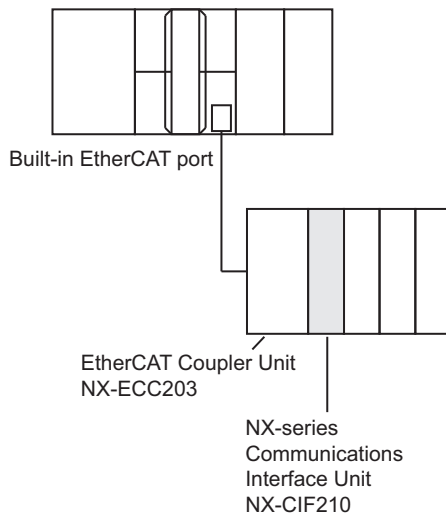 Built-in EtherCAT port
EtherCAT Coupler Unit
NX-ECC203
NX-series
Communications
Interface Unit
NX-CIF210